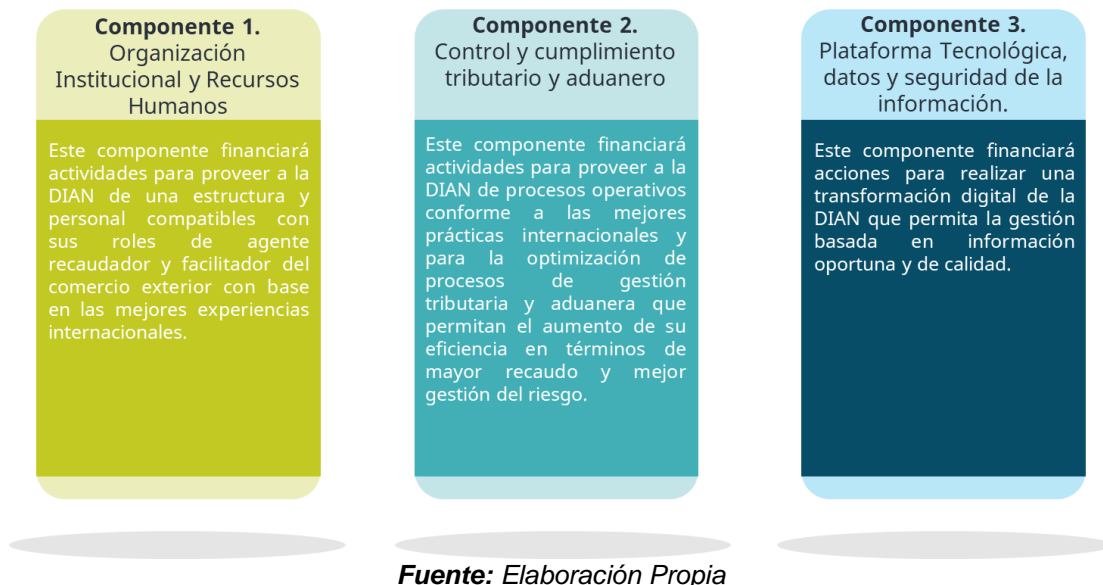 Componente 1.
Organización
Institucional y Recursos
Humanos
Este componente financiará
actividades para proveer a la
DIAN de una estructura y
personal compatibles con
sus roles de agente
recaudador y facilitador del
comercio exterior con base
en las mejores experiencias
internacionales.
Componente 2.
Control y cumplimiento
tributario y aduanero
Este componente financiará
actividades para proveer a la
DIAN de procesos operativos
conforme a las mejores
prácticas internacionales y
para la optimización de
procesos de gestión
tributaria y aduanera que
permitan el aumento de su
eficiencia en términos de
mayor recaudo y mejor
gestión del riesgo.
Componente 3.
Plataforma Tecnológica,
datos y seguridad de la
información.
Este componente financiará
acciones para realizar una
transformación digital de la
DIAN que permita la gestión
basada en información
oportuna y de calidad.
Fuente: Elaboración Propia